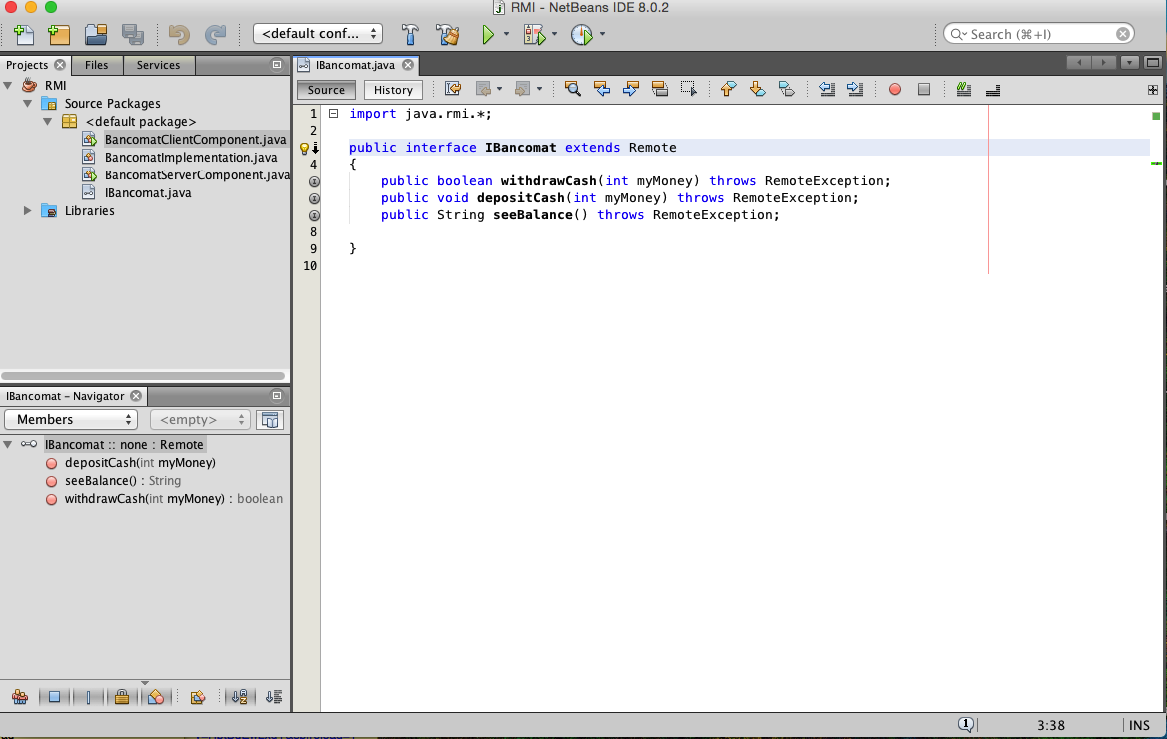 RMI - NetBeans IDE 8.0.2
<default conf...
Search (⌘+I)
Projects
Files
Services
RMI
Source Packages
<default package>
BancomatClientComponent.java
BancomatImplementation.java
BancomatServerComponent.java
IBancomat.java
Libraries
IBancomat.java
Source
History
1 import java.rmi.*;
2
public interface IBancomat extends Remote
4 {
public boolean withdrawCash(int myMoney) throws RemoteException;
public void depositCash(int myMoney) throws RemoteException;
public String seeBalance() throws RemoteException;
8
9 }
10
IBancomat - Navigator
Members
<empty>
IBancomat :: none : Remote
depositCash(int myMoney)
seeBalance() : String
withdrawCash(int myMoney) : boolean
1
3:38
INS